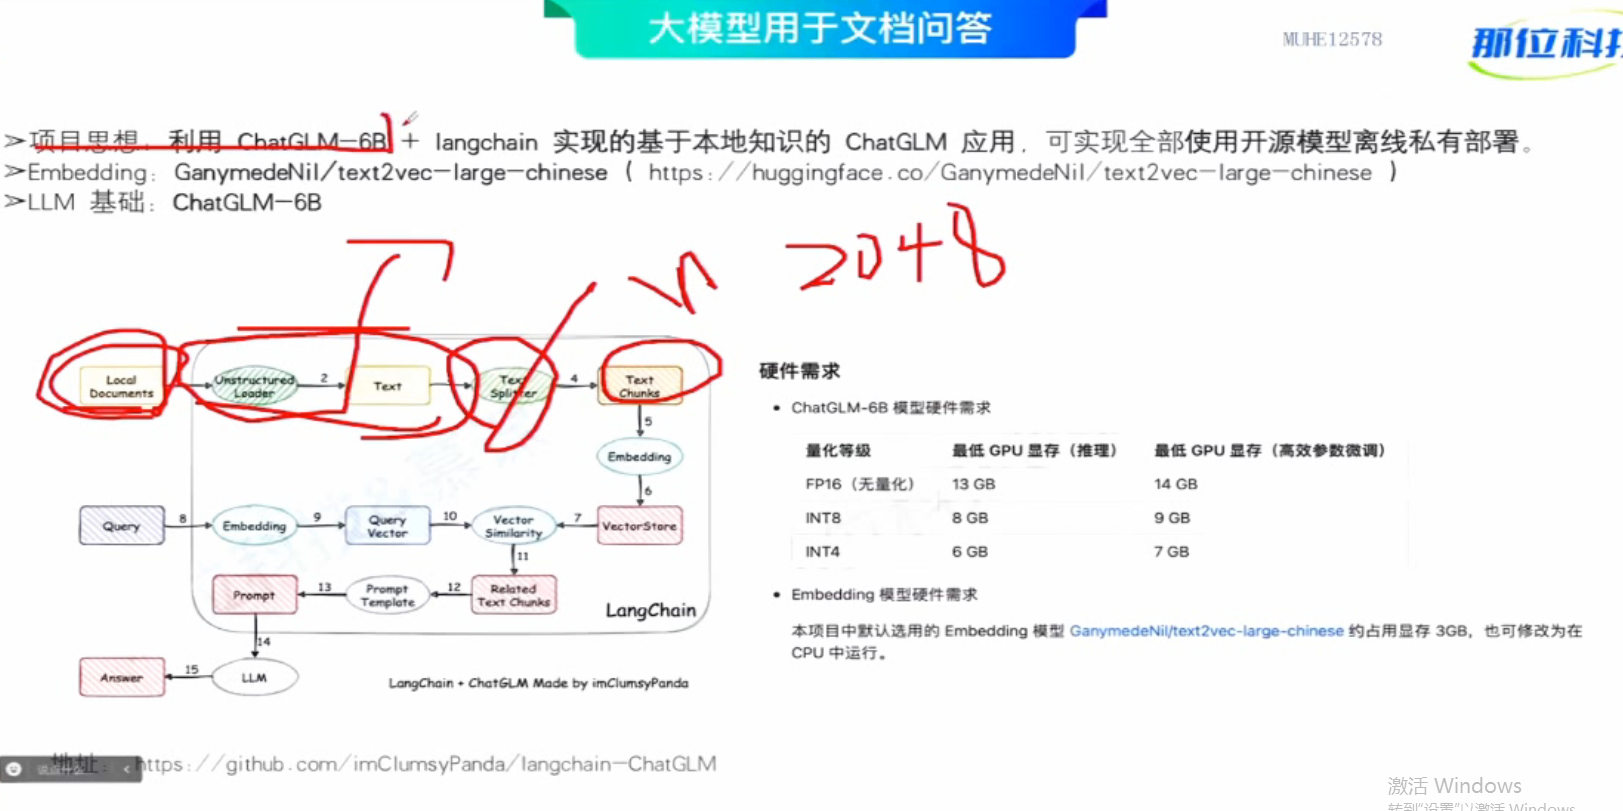 大模型用于文档问答
MUHE12578
那位科技
➢项目思想：利用 ChatGLM-6B + langchain 实现的基于本地知识的 ChatGLM 应用，可实现全部使用开源模型离线私有部署。
➢Embedding：GanymedeNil/text2vec-large-chinese ( https://huggingface.co/GanymedeNil/text2vec-large-chinese )
➢LLM 基础：ChatGLM-6B
2048
Local Documents
Unstructured Loader
2
Text
Text Splitter
4
Text Chunks
5
Embedding
6
Query
8
Embedding
9
Query Vector
10
Vector Similarity
7
VectorStore
11
Prompt
13
Prompt Template
12
Related Text Chunks
LangChain
14
Answer
15
LLM
LangChain + ChatGLM Made by imClumsyPanda
硬件需求
• ChatGLM-6B 模型硬件需求
量化等级 最低 GPU 显存（推理） 最低 GPU 显存（高效参数微调）
FP16（无量化） 13 GB 14 GB
INT8 8 GB 9 GB
INT4 6 GB 7 GB
• Embedding 模型硬件需求
本项目中默认选用的 Embedding 模型 GanymedeNil/text2vec-large-chinese 约占用显存 3GB，也可修改为在
CPU 中运行。
地址：https://github.com/imClumsyPanda/langchain-ChatGLM
说点什么
激活 Windows
转到"设置"以激活 Windows